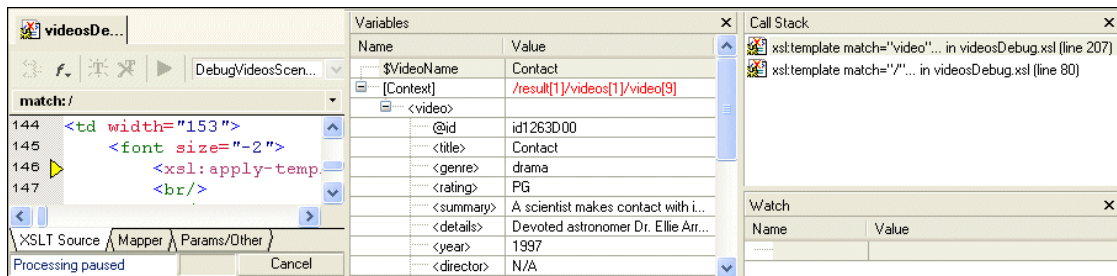 videosDe...
DebugVideosScen...
match: /
144 <td width="153">
145 <font size="-2">
146 <xsl:apply-temp.
147 <br/>
XSLT Source Mapper Params/Other
Processing paused Cancel
Variables
Name Value
$VideoName Contact
[Context] /result[1]/videos[1]/video[9]
<video>
@id id1263D00
<title> Contact
<genre> drama
<rating> PG
<summary> A scientist makes contact with i...
<details> Devoted astronomer Dr. Ellie Arr...
<year> 1997
<director> N/A
Call Stack
xsl:template match="video"... in videosDebug.xsl (line 207)
xsl:template match="/"... in videosDebug.xsl (line 80)
Watch
Name Value